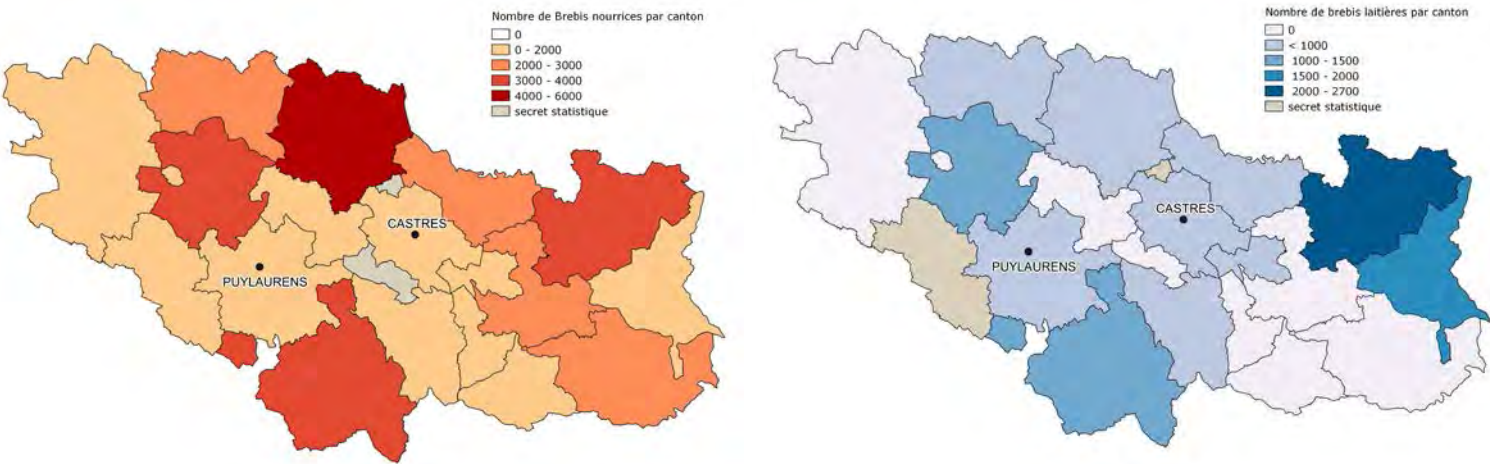 Nombre de Brebis nourrices par canton
0
0 - 2000
2000 - 3000
3000 - 4000
4000 - 6000
secret statistique
CASTRES
PUYLAURENS
Nombre de brebis laitières par canton
0
< 1000
1000 - 1500
1500 - 2000
2000 - 2700
secret statistique
CASTRES
PUYLAURENS